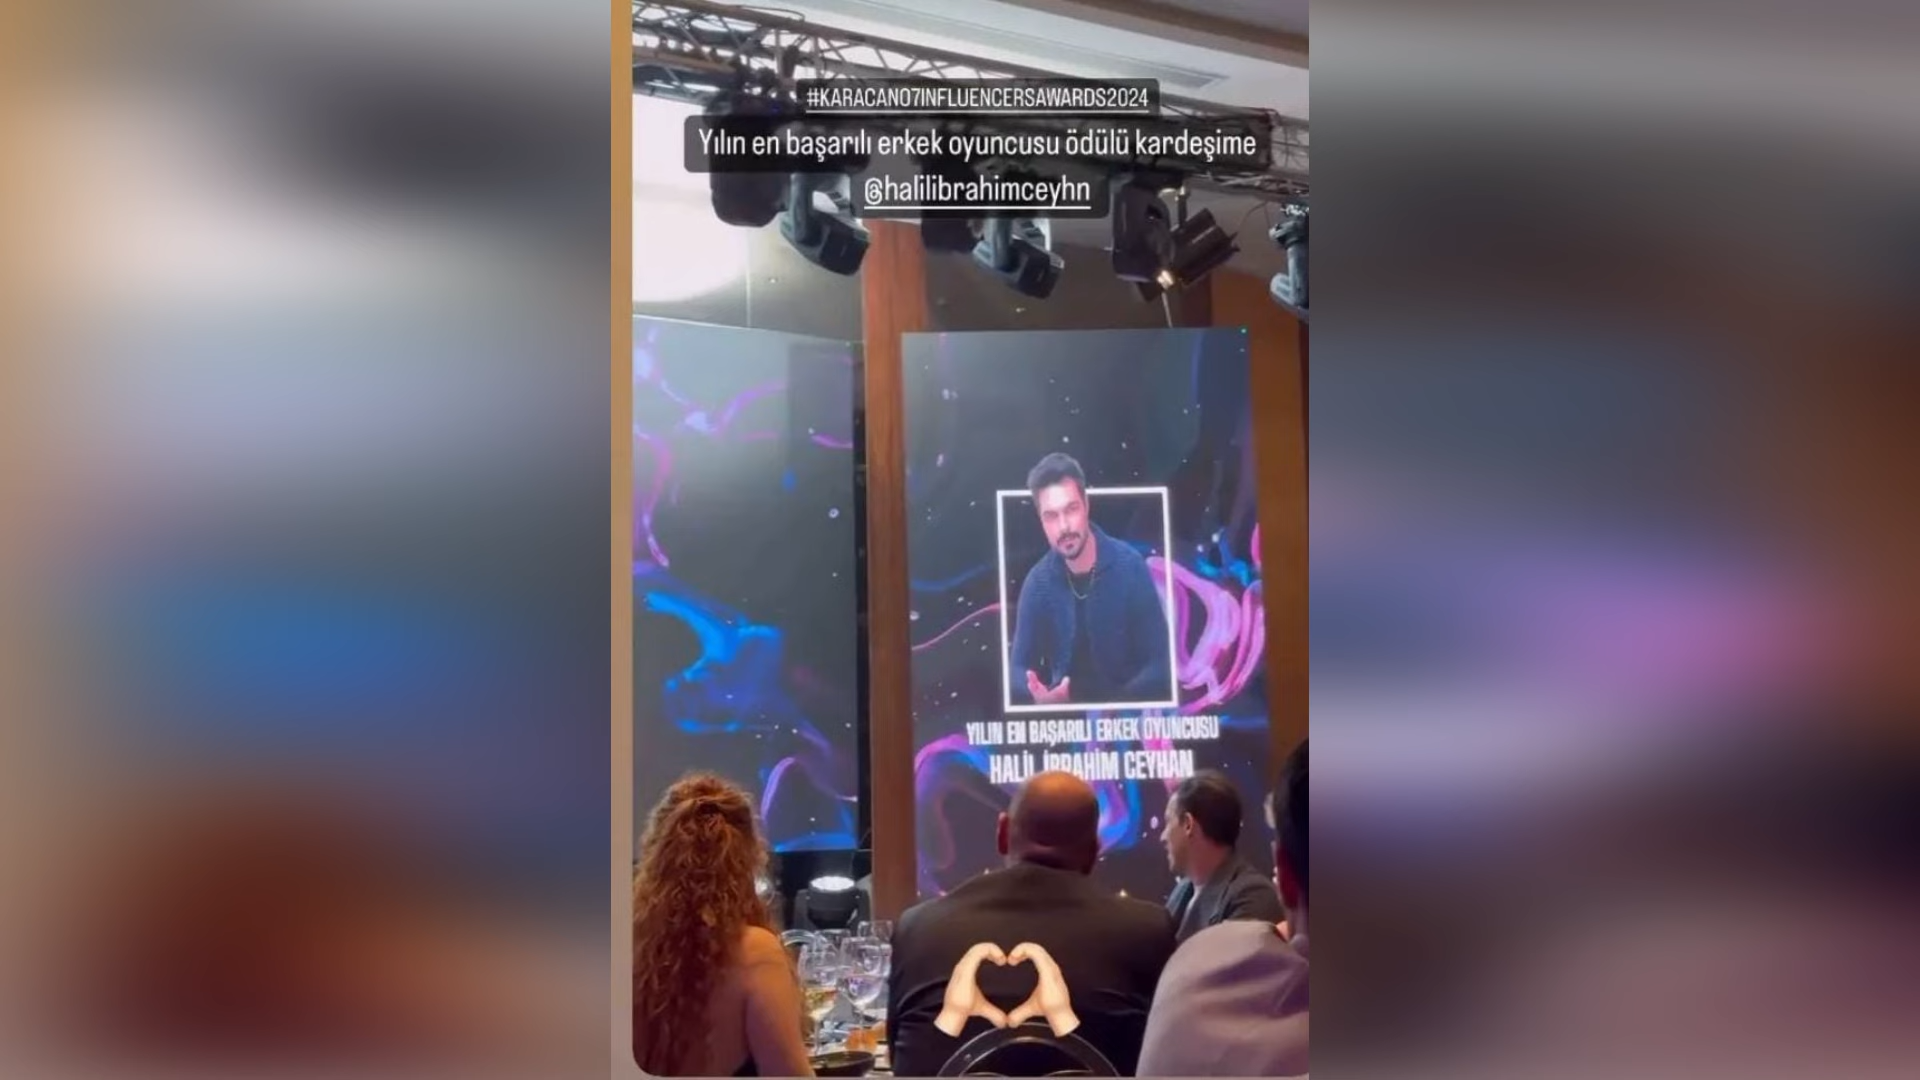 #KARACAN07INFLUENCERSAWARDS2024
Yılın en başarılı erkek oyuncusu ödülü kardeşime
@halilibrahimceyhn
YILIN EN BAŞARILI ERKEK OYUNCUSU
HALİL İBRAHİM CEYHAN